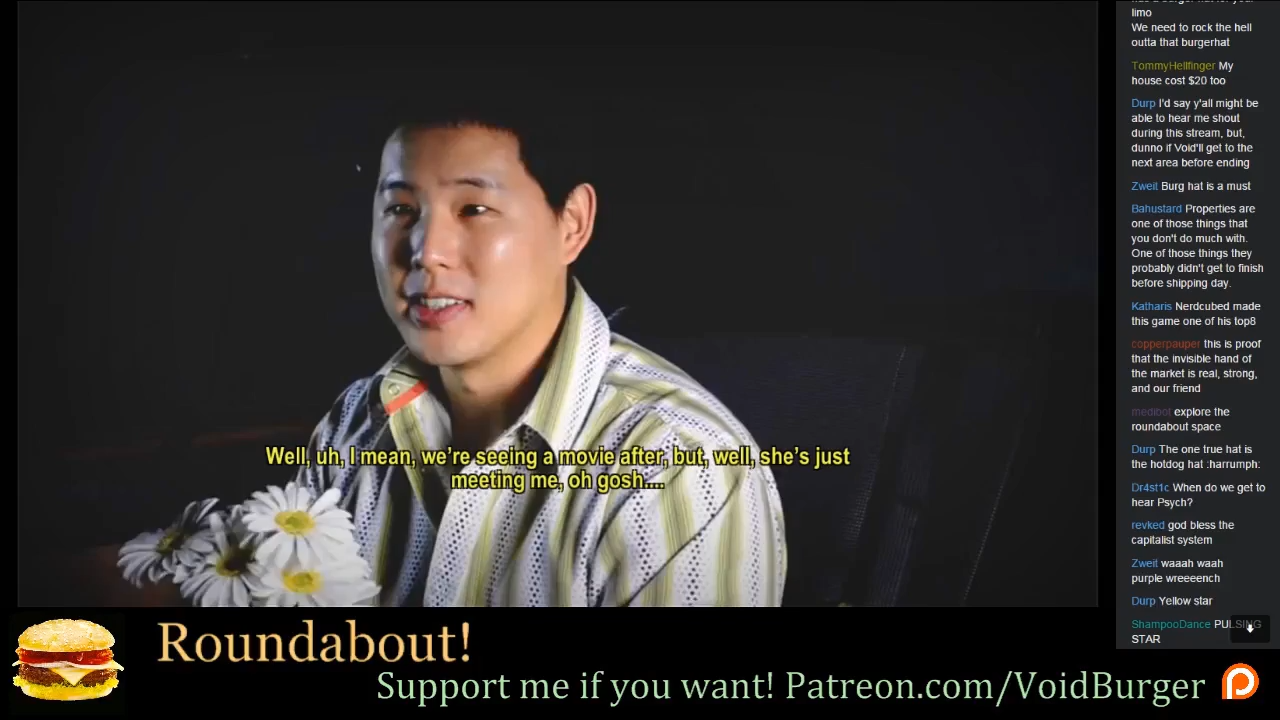 Well, uh, I mean, we're seeing a movie after, but, well, she's just
meeting me, oh gosh....
Roundabout!
Support me if you want! Patreon.com/VoidBurger
limo
We need to rock the hell
outta that burgerhat
TommyHellfinger My
house cost $20 too
Durp I'd say y'all might be
able to hear me shout
during this stream, but,
dunno if Void'll get to the
next area before ending
Zweit Burg hat is a must
Bahustard Properties are
one of those things that
you don't do much with.
One of those things they
probably didn't get to finish
before shipping day.
Katharis Nerdcubed made
this game one of his top8
copperpauper this is proof
that the invisible hand of
the market is real, strong,
and our friend
medibot explore the
roundabout space
Durp The one true hat is
the hotdog hat :harrumph:
Dr4st1c When do we get to
hear Psych?
revked god bless the
capitalist system
Zweit waaah waah
purple wreeeench
Durp Yellow star
ShampooDance PULSING
STAR